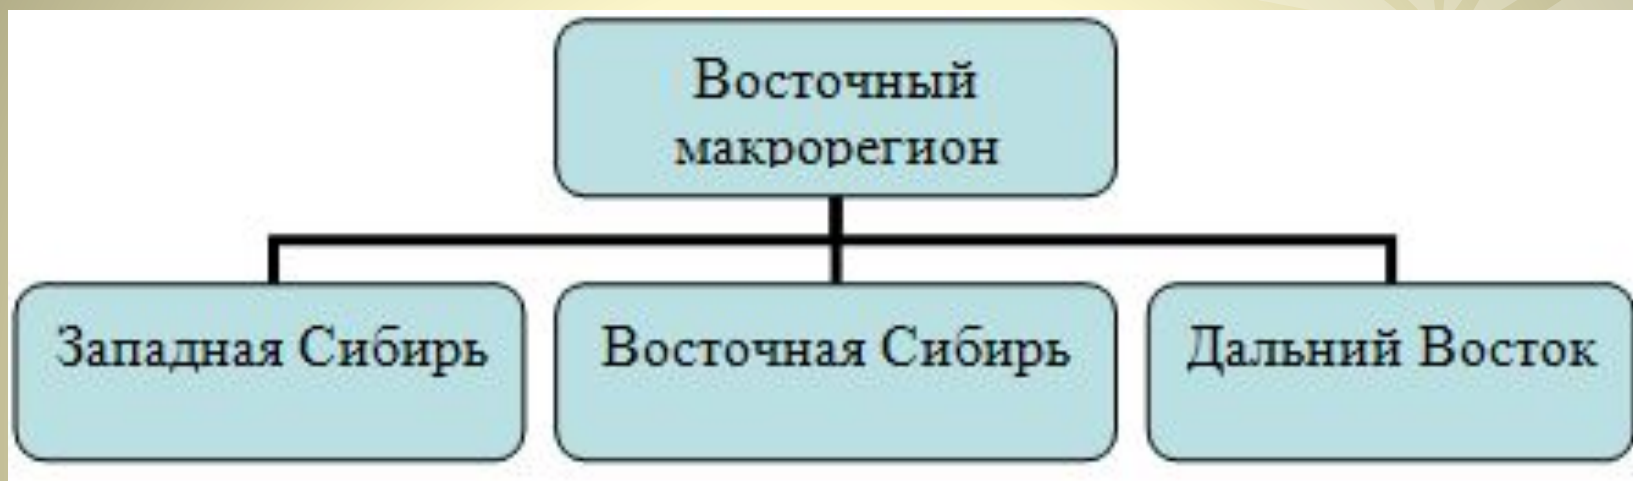 Восточный
макрорегион
Западная Сибирь
Восточная Сибирь
Дальний Восток